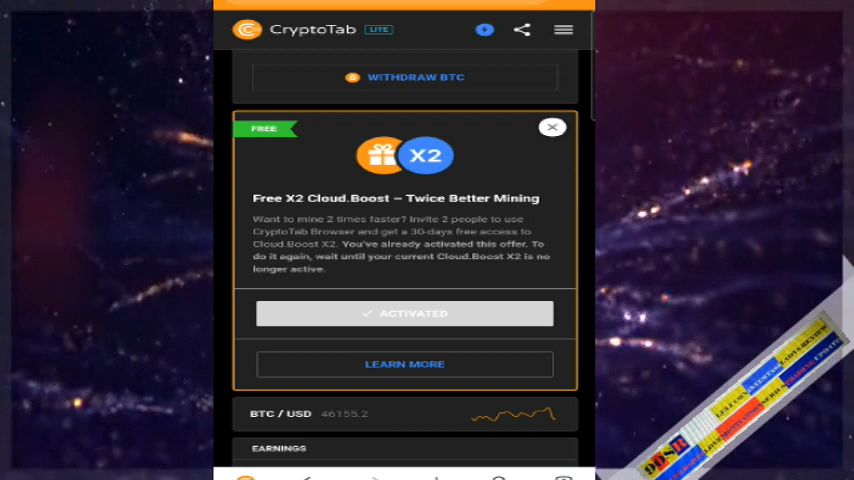 CryptoTab LITE
WITHDRAW BTC
FREE
X2
Free X2 Cloud.Boost – Twice Better Mining
Want to mine 2 times faster? Invite 2 people to use
CryptoTab Browser and get a 30-days free access to
Cloud.Boost X2. You've already activated this offer. To
do it again, wait until your current Cloud.Boost X2 is no
longer active.
ACTIVATED
LEARN MORE
BTC / USD 46155.2
EARNINGS
90SR